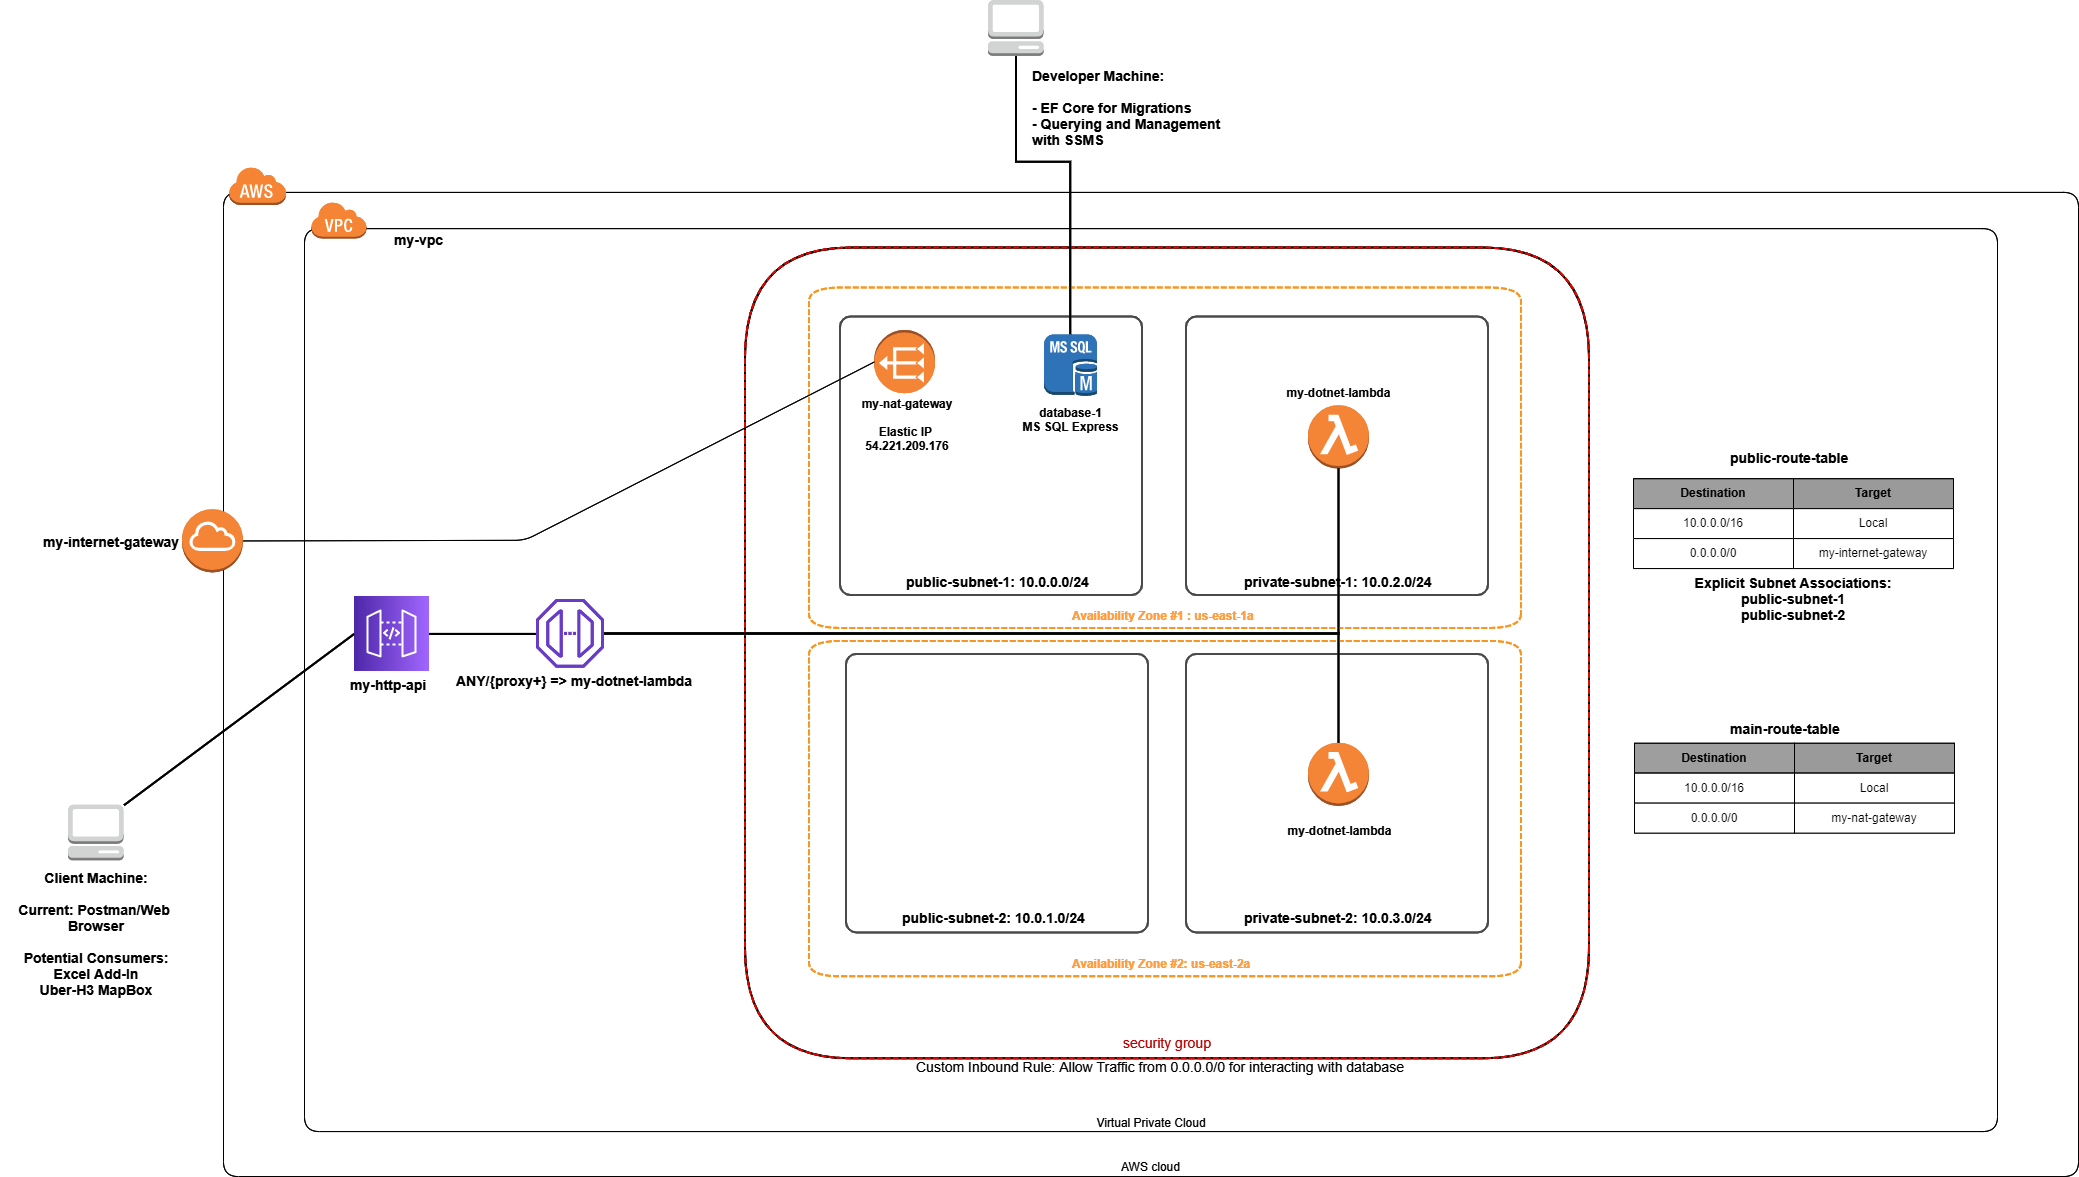 Developer Machine:
- EF Core for Migrations
- Querying and Management
with SSMS
AWS
VPC
my-vpc
MS SQL
M
my-nat-gateway
Elastic IP
54.221.209.176
database-1
MS SQL Express
my-dotnet-lambda
public-subnet-1: 10.0.0.0/24
private-subnet-1: 10.0.2.0/24
Availability Zone #1 : us-east-1a
my-internet-gateway
</>
my-http-api
ANY/{proxy+} => my-dotnet-lambda
my-dotnet-lambda
public-subnet-2: 10.0.1.0/24
private-subnet-2: 10.0.3.0/24
Availability Zone #2: us-east-2a
security group
Custom Inbound Rule: Allow Traffic from 0.0.0.0/0 for interacting with database
public-route-table
Destination Target
10.0.0.0/16 Local
0.0.0.0/0 my-internet-gateway
Explicit Subnet Associations:
public-subnet-1
public-subnet-2
main-route-table
Destination Target
10.0.0.0/16 Local
0.0.0.0/0 my-nat-gateway
Client Machine:
Current: Postman/Web
Browser
Potential Consumers:
Excel Add-In
Uber-H3 MapBox
Virtual Private Cloud
AWS cloud